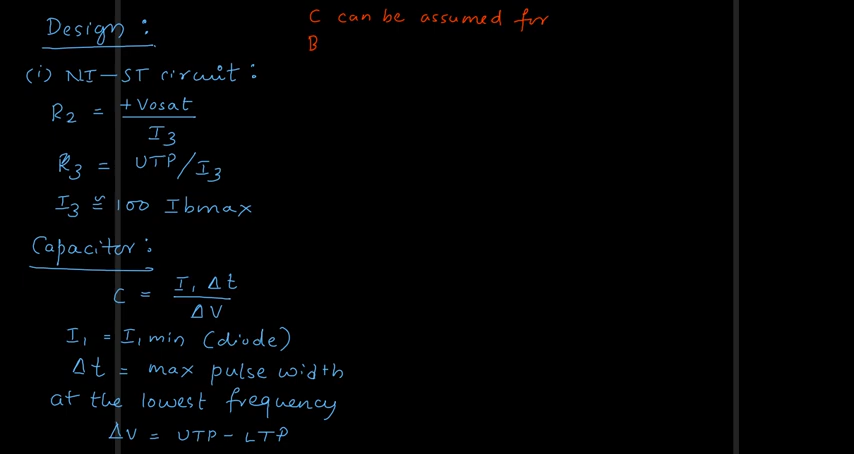 Design :
(i) NI-ST circuit :
R2 = +Vosat / I3
R3 = UTP / I3
I3 ≅ 100 Ibmax
Capacitor :
C = I1 Δt / ΔV
I1 = I1 min (diode)
Δt = max pulse width
at the lowest frequency
ΔV = UTP - LTP
C can be assumed for
B